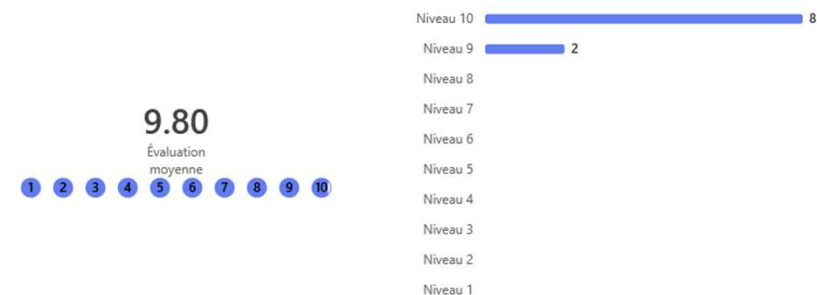 9.80
Évaluation
moyenne
1 2 3 4 5 6 7 8 9 10
Niveau 10 8
Niveau 9 2
Niveau 8
Niveau 7
Niveau 6
Niveau 5
Niveau 4
Niveau 3
Niveau 2
Niveau 1